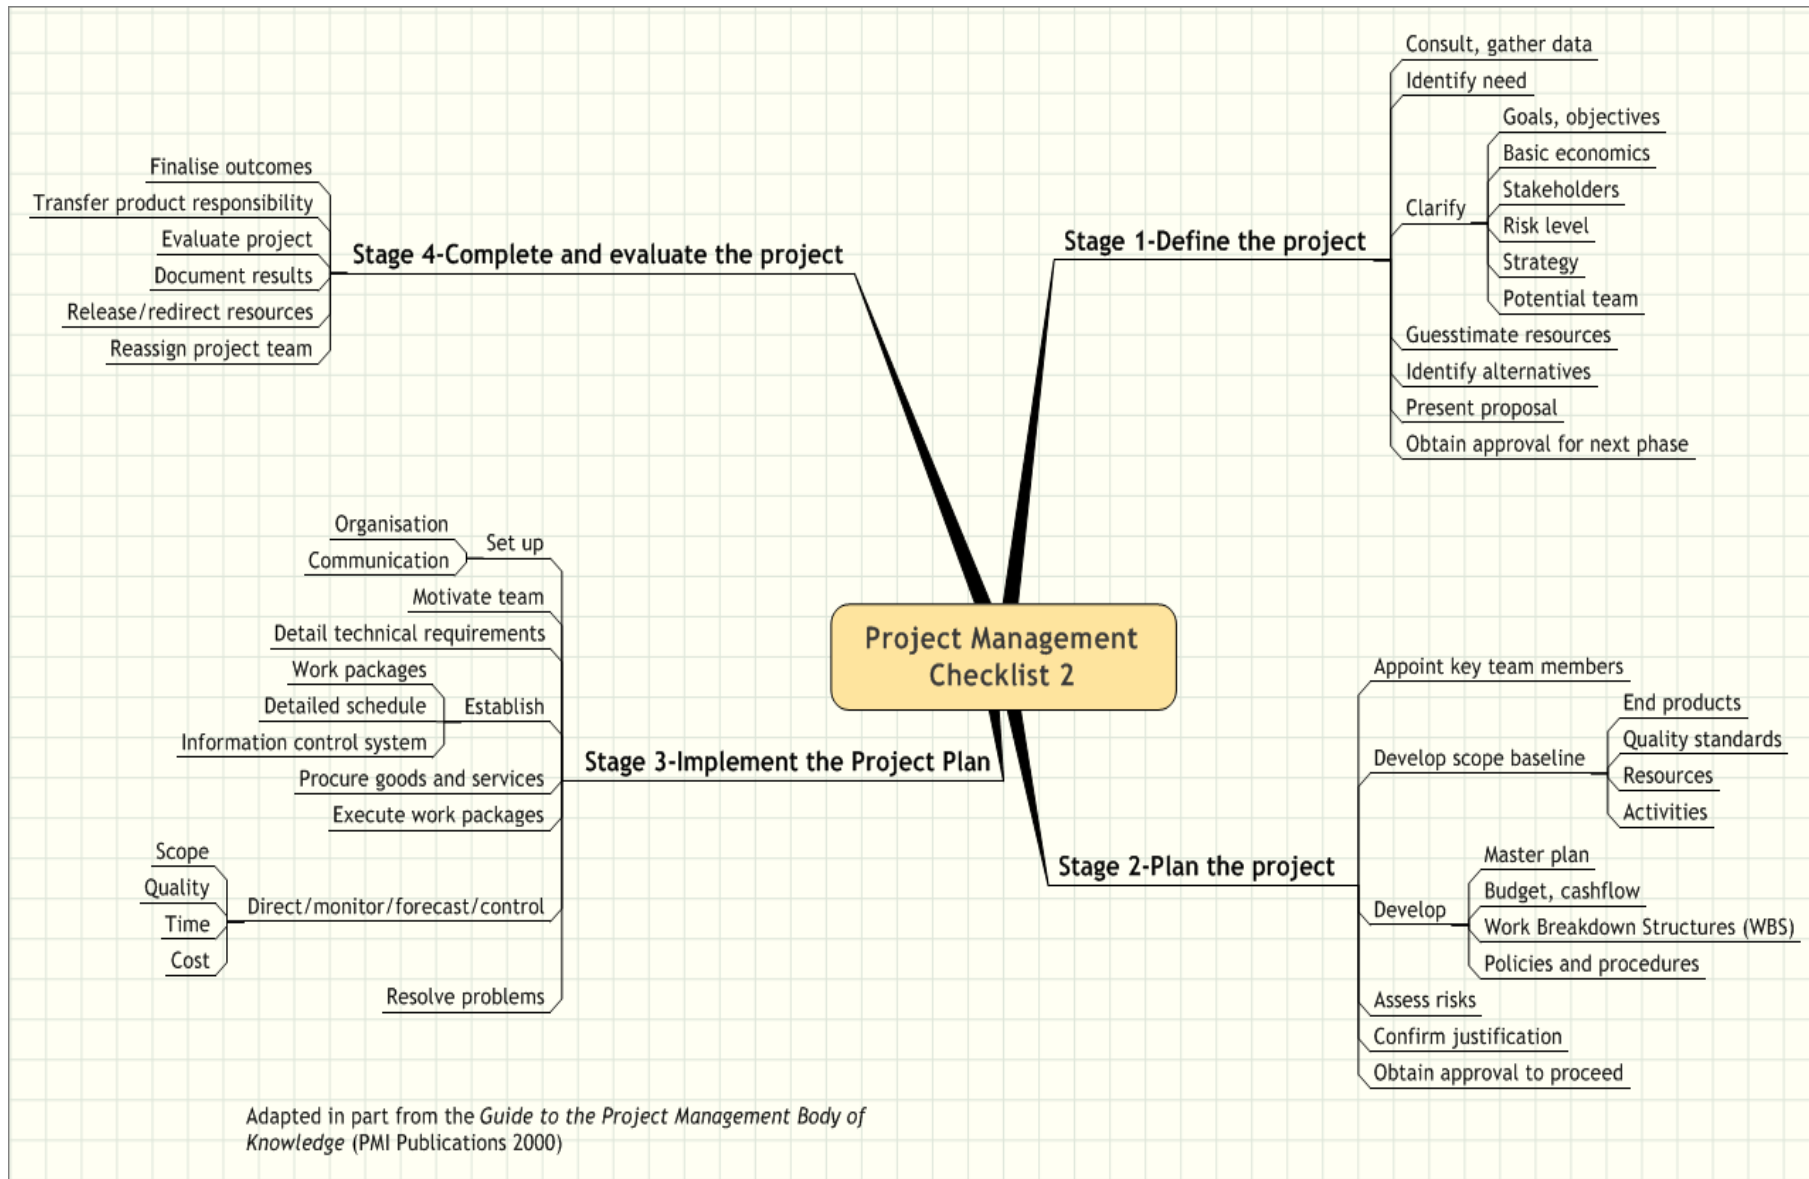 Project Management
Checklist 2
Stage 1-Define the project
Consult, gather data
Identify need
Clarify
Goals, objectives
Basic economics
Stakeholders
Risk level
Strategy
Potential team
Guesstimate resources
Identify alternatives
Present proposal
Obtain approval for next phase
Stage 2-Plan the project
Appoint key team members
Develop scope baseline
End products
Quality standards
Resources
Activities
Develop
Master plan
Budget, cashflow
Work Breakdown Structures (WBS)
Policies and procedures
Assess risks
Confirm justification
Obtain approval to proceed
Stage 3-Implement the Project Plan
Set up
Organisation
Communication
Motivate team
Detail technical requirements
Establish
Work packages
Detailed schedule
Information control system
Procure goods and services
Execute work packages
Direct/monitor/forecast/control
Scope
Quality
Time
Cost
Resolve problems
Stage 4-Complete and evaluate the project
Finalise outcomes
Transfer product responsibility
Evaluate project
Document results
Release/redirect resources
Reassign project team
Adapted in part from the Guide to the Project Management Body of
Knowledge (PMI Publications 2000)